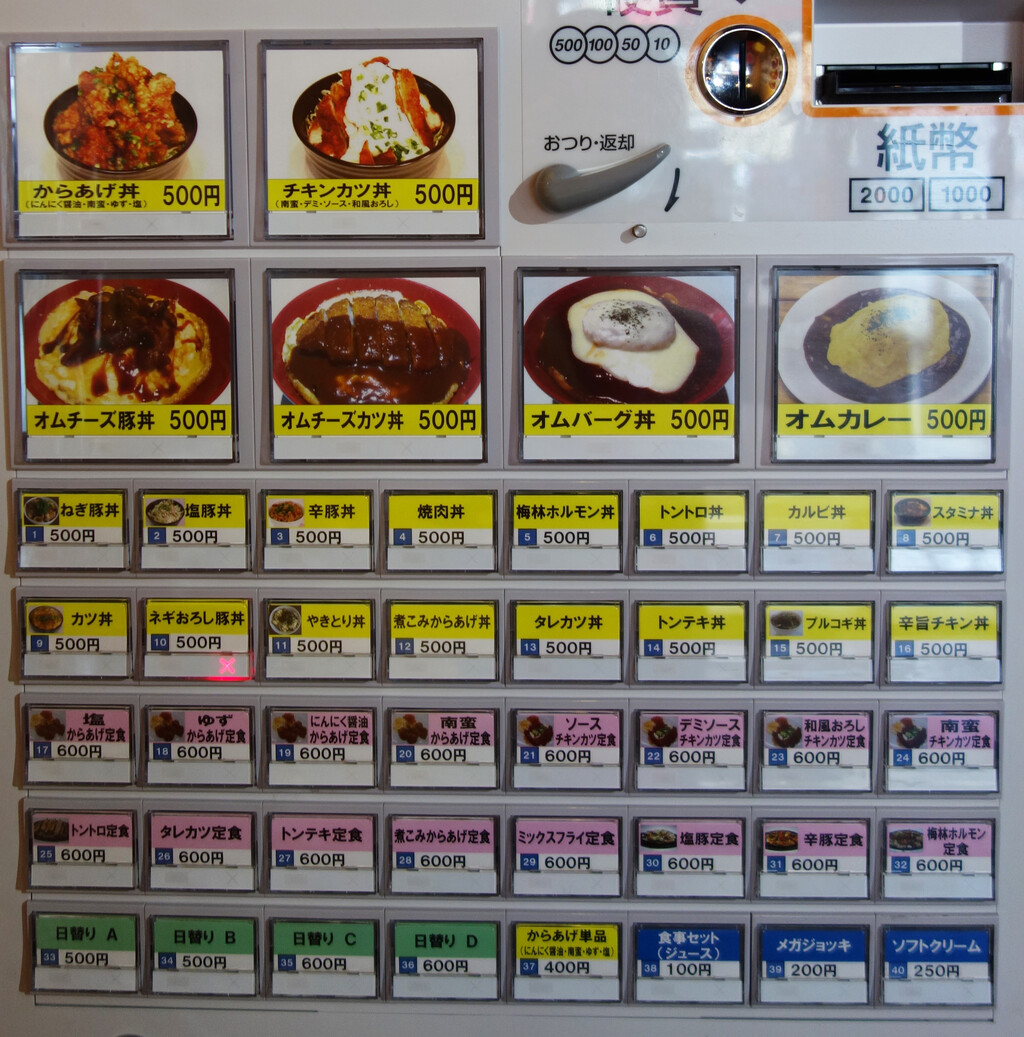 500 100 50 10
おつり・返却
紙幣
2000 1000
からあげ丼 500円
(にんにく醤油・南蛮・ゆず・塩)
チキンカツ丼 500円
(南蛮・デミ・ソース・和風おろし)
オムチーズ豚丼 500円
オムチーズカツ丼 500円
オムバーグ丼 500円
オムカレー 500円
ねぎ豚丼
1 500円
塩豚丼
2 500円
辛豚丼
3 500円
焼肉丼
4 500円
梅林ホルモン丼
5 500円
トントロ丼
6 500円
カルビ丼
7 500円
スタミナ丼
8 500円
カツ丼
9 500円
ネギおろし豚丼
10 500円
やきとり丼
11 500円
煮こみからあげ丼
12 500円
タレカツ丼
13 500円
トンテキ丼
14 500円
プルコギ丼
15 500円
辛旨チキン丼
16 500円
塩
からあげ定食
17 600円
ゆず
からあげ定食
18 600円
にんにく醤油
からあげ定食
19 600円
南蛮
からあげ定食
20 600円
ソース
チキンカツ定食
21 600円
デミソース
チキンカツ定食
22 600円
和風おろし
チキンカツ定食
23 600円
南蛮
チキンカツ定食
24 600円
トントロ定食
25 600円
タレカツ定食
26 600円
トンテキ定食
27 600円
煮こみからあげ定食
28 600円
ミックスフライ定食
29 600円
塩豚定食
30 600円
辛豚定食
31 600円
梅林ホルモン
定食
32 600円
日替り A
33 500円
日替り B
34 500円
日替り C
35 600円
日替り D
36 600円
からあげ単品
(にんにく醤油・南蛮・ゆず・塩)
37 400円
食事セット
(ジュース)
38 100円
メガジョッキ
39 200円
ソフトクリーム
40 250円